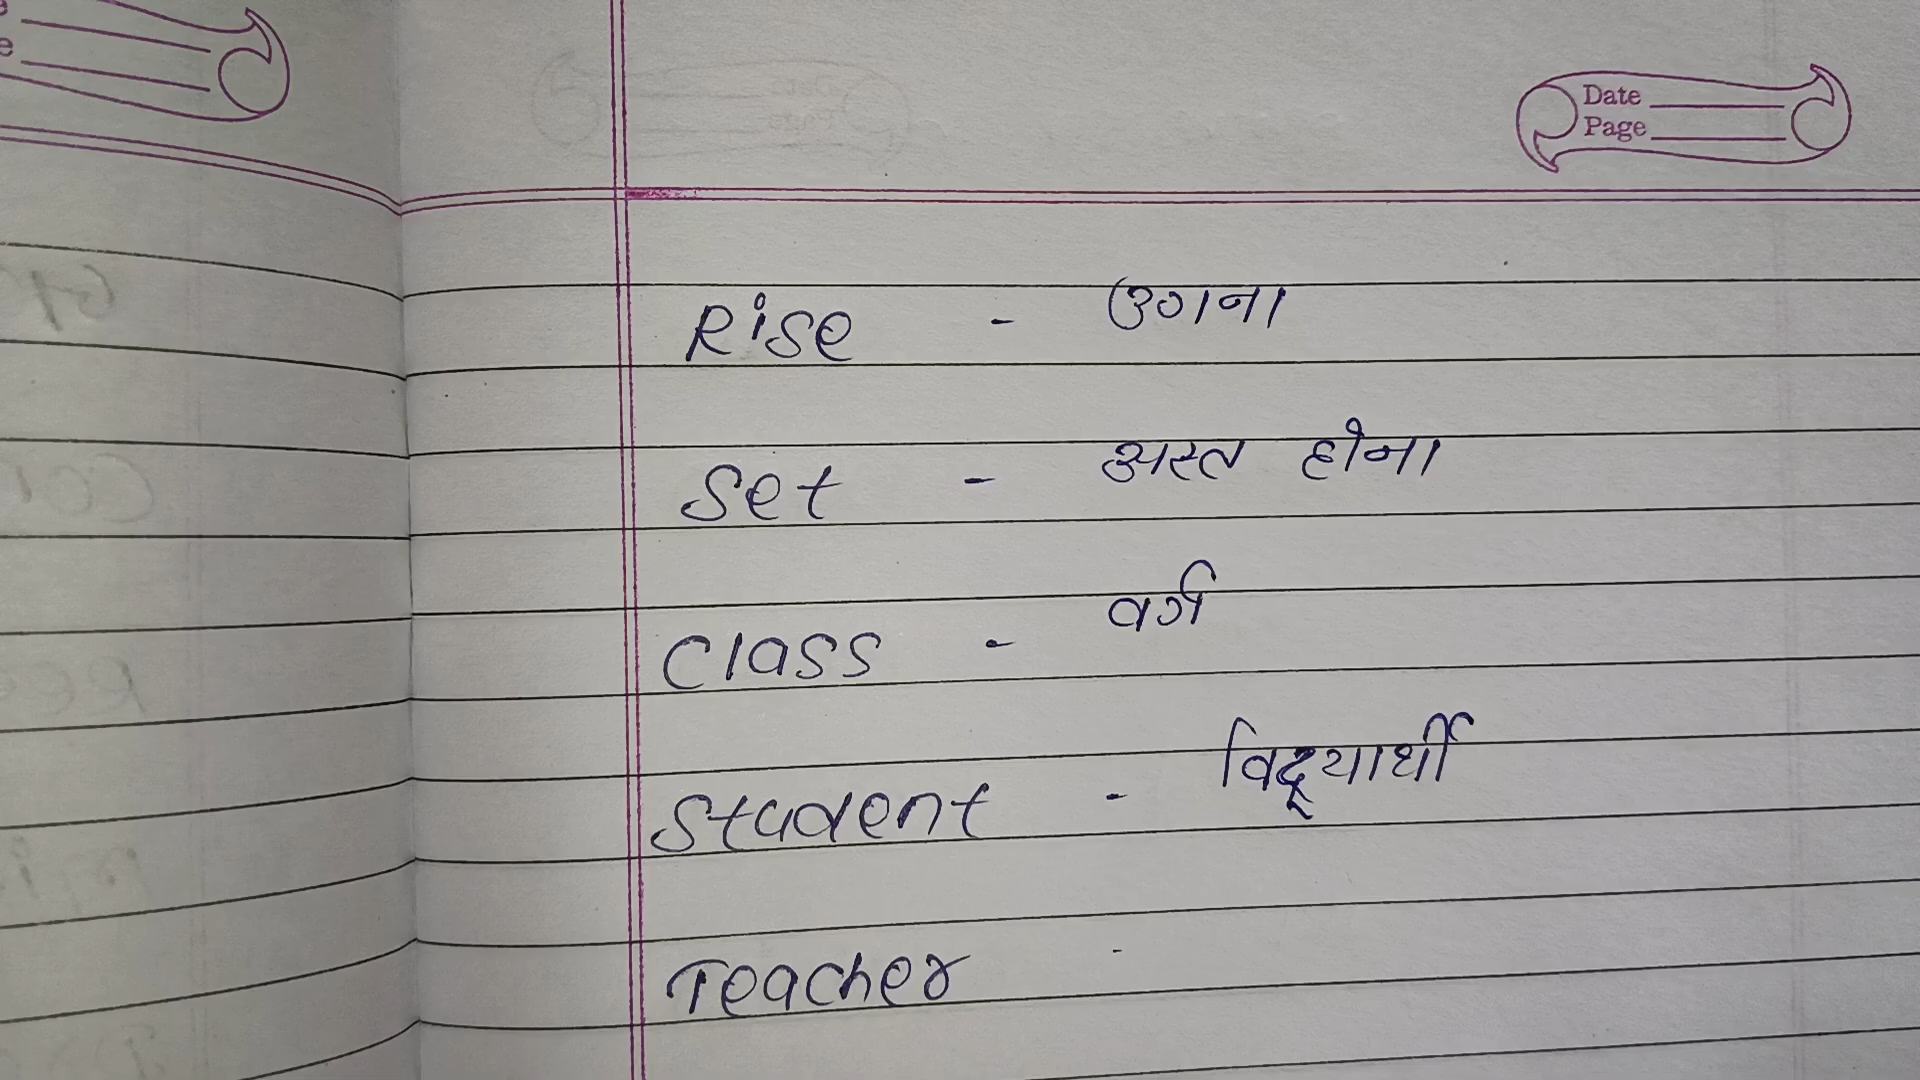 Date
Page
Rise - उगना
Set - अस्त होना
Class - वर्ग
Student - विद्यार्थी
Teacher -